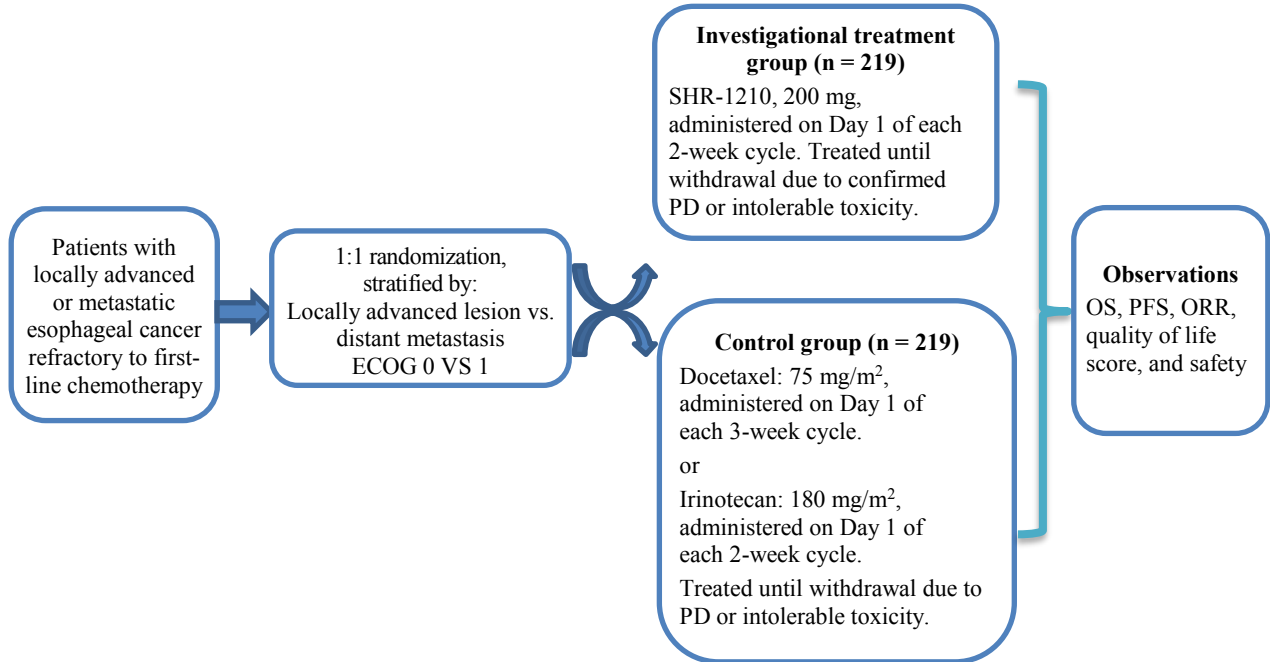 Patients with
locally advanced
or metastatic
esophageal cancer
refractory to first-
line chemotherapy
1:1 randomization,
stratified by:
Locally advanced lesion vs.
distant metastasis
ECOG 0 VS 1
Investigational treatment
group (n = 219)
SHR-1210, 200 mg,
administered on Day 1 of each
2-week cycle. Treated until
withdrawal due to confirmed
PD or intolerable toxicity.
Control group (n = 219)
Docetaxel: 75 mg/m²,
administered on Day 1 of
each 3-week cycle.
or
Irinotecan: 180 mg/m²,
administered on Day 1 of
each 2-week cycle.
Treated until withdrawal due to
PD or intolerable toxicity.
Observations
OS, PFS, ORR,
quality of life
score, and safety